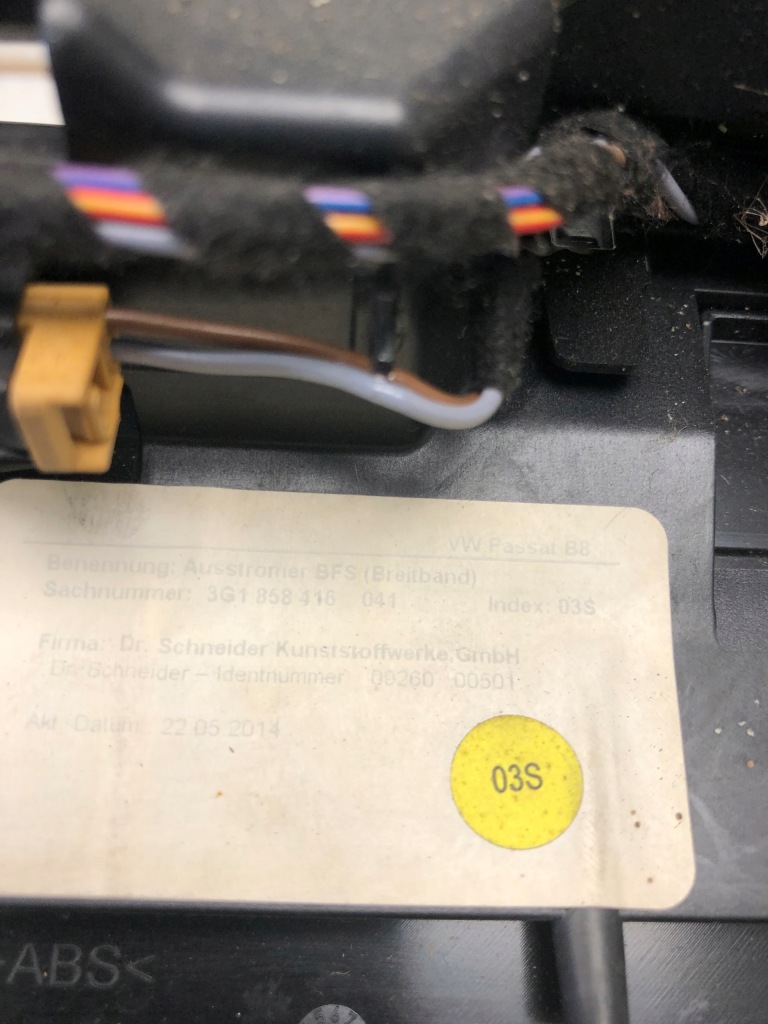 VW Passat B8
Benennung: Ausströmer BFS (Breitband)
Sachnummer: 3G1 858 416 041 Index: 03S
Firma: Dr. Schneider Kunststoffwerke GmbH
Dr. Schneider – Identnummer 09260 00501
Akt. Datum: 22.05.2014
03S
>ABS<